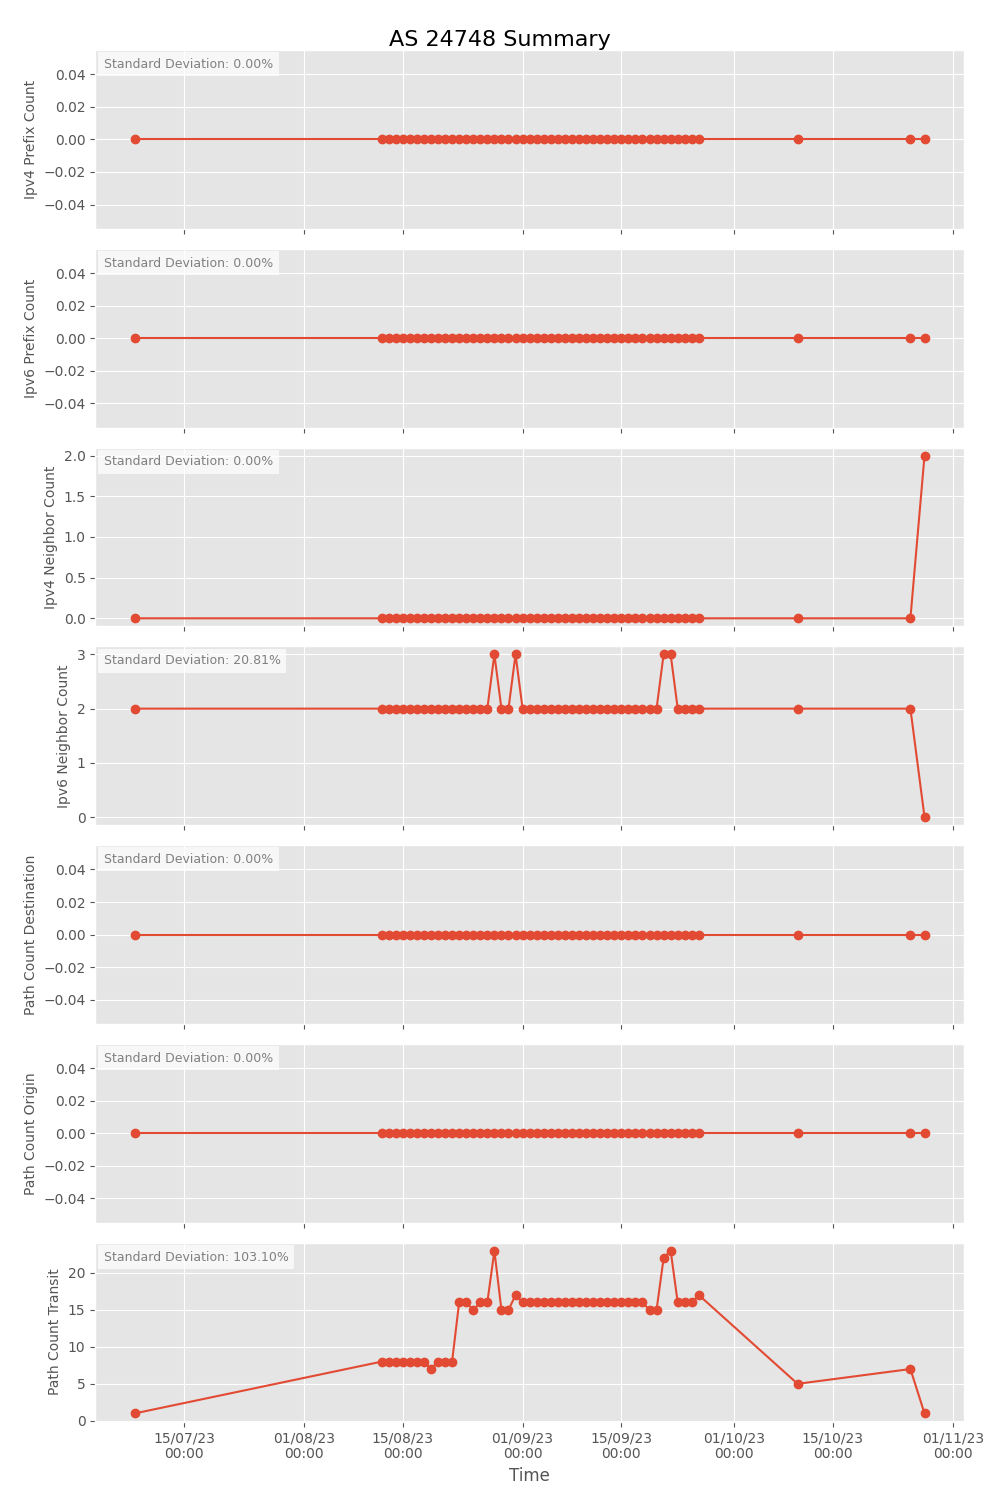 AS 24748 Summary
Standard Deviation: 0.00%
Ipv4 Prefix Count
0.04
0.02
0.00
−0.02
−0.04
Standard Deviation: 0.00%
Ipv6 Prefix Count
0.04
0.02
0.00
−0.02
−0.04
Standard Deviation: 0.00%
Ipv4 Neighbor Count
2.0
1.5
1.0
0.5
0.0
Standard Deviation: 20.81%
Ipv6 Neighbor Count
3
2
1
0
Standard Deviation: 0.00%
Path Count Destination
0.04
0.02
0.00
−0.02
−0.04
Standard Deviation: 0.00%
Path Count Origin
0.04
0.02
0.00
−0.02
−0.04
Standard Deviation: 103.10%
Path Count Transit
20
15
10
5
0
15/07/23 01/08/23 15/08/23 01/09/23 15/09/23 01/10/23 15/10/23 01/11/23
00:00 00:00 00:00 00:00 00:00 00:00 00:00 00:00
Time